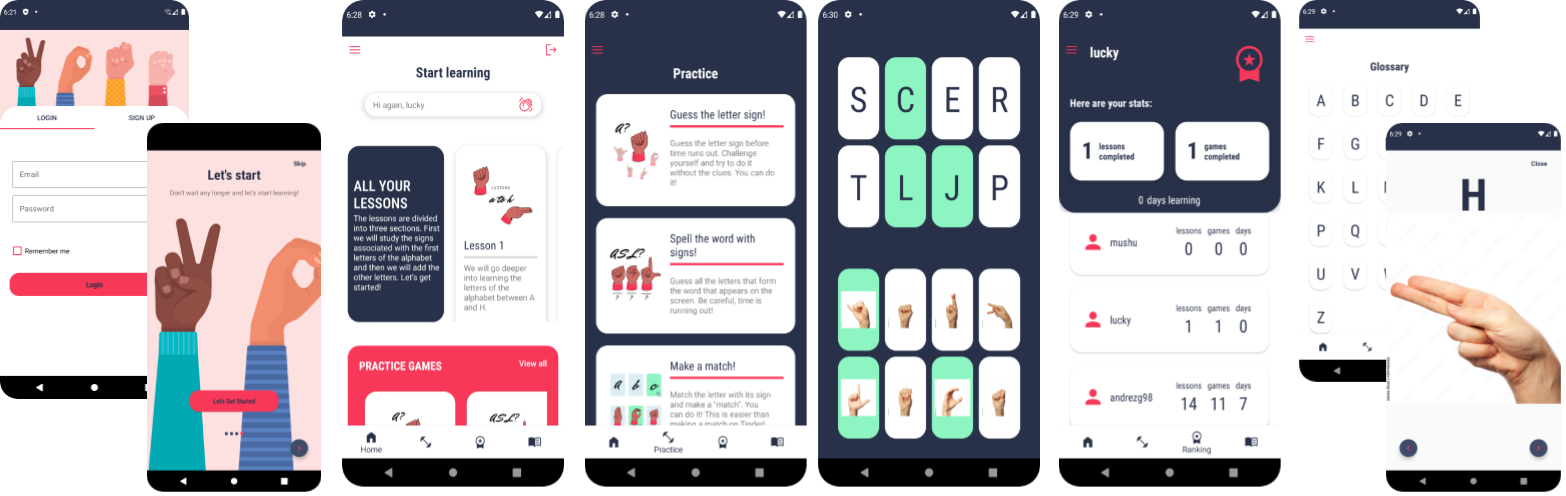 6:21
LOGIN
SIGN UP
Email
Password
Remember me
Login
Skip
Let's start
Don't wait any longer and let's start learning!
Let's Get Started
6:28
Start learning
Hi again, lucky
ALL YOUR
LESSONS
The lessons are divided
into three sections. First
we will study the signs
associated with the first
letters of the alphabet
and then we will add the
other letters. Let's get
started!
LETTERS
a to h
Lesson 1
We will go deeper
into learning the
letters of the
alphabet between A
and H.
PRACTICE GAMES
View all
A?
ASL?
Home
6:28
Practice
A?
Guess the letter sign!
Guess the letter sign before
time runs out. Challenge
yourself and try to do it
without the clues. You can do
it!
ASL?
Spell the word with
signs!
Guess all the letters that form
the word that appears on the
screen. Be careful, time is
running out!
a b c
Make a match!
Match the letter with its sign
and make a "match". You
can do it! This is easier than
making a match on Tinder!
Practice
6:30
S C E R
T L J P
6:29
lucky
Here are your stats:
1 lessons
completed
1 games
completed
0 days learning
mushu
lessons games days
0 0 0
lucky
lessons games days
1 1 0
andrezg98
lessons games days
14 11 7
Ranking
6:29
Glossary
A B C D E
F G
K L
P Q
U V
Z
6:29
Close
H